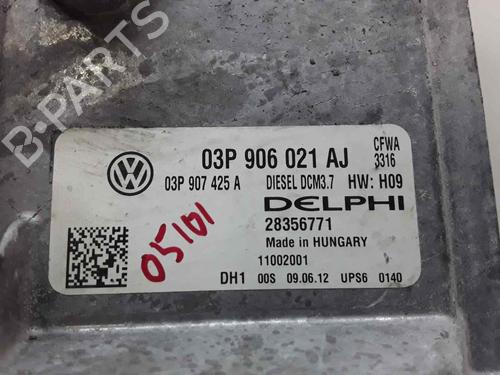 B-PARTS
03P 906 021 AJ
CFWA
3316
03P 907 425 A DIESEL DCM3.7 HW: H09
DELPHI
28356771
Made in HUNGARY
11002001
DH1 00S 09.06.12 UPS6 0140
05101